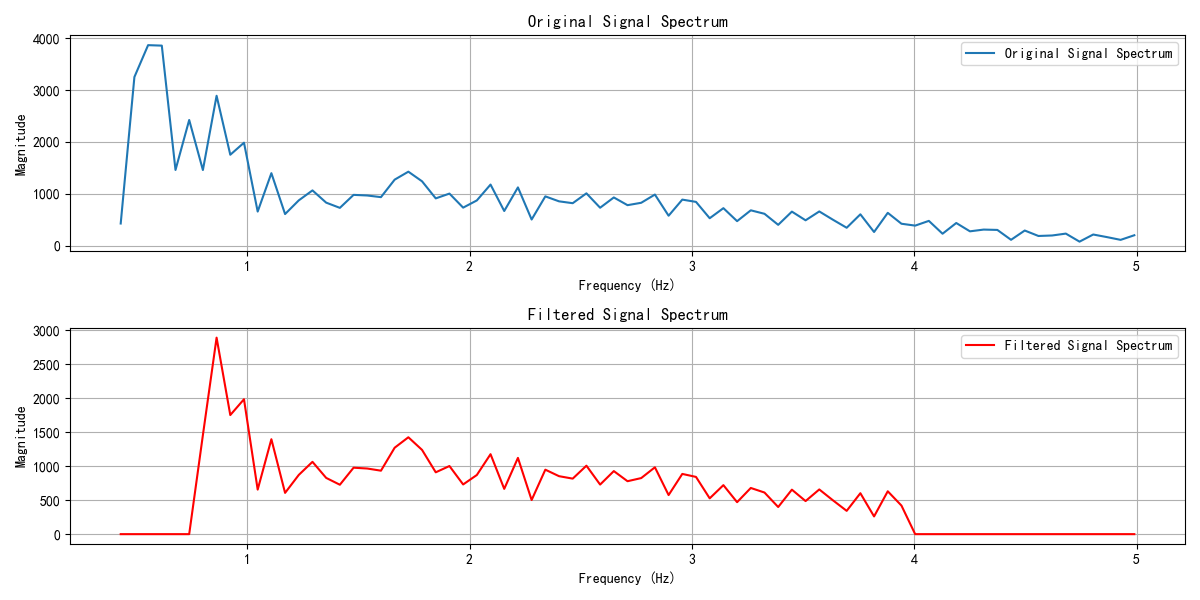 Original Signal Spectrum
4000
3000
2000
1000
0
Magnitude
Original Signal Spectrum
1
2
3
4
5
Frequency (Hz)
Filtered Signal Spectrum
3000
2500
2000
1500
1000
500
0
Magnitude
Filtered Signal Spectrum
1
2
3
4
5
Frequency (Hz)